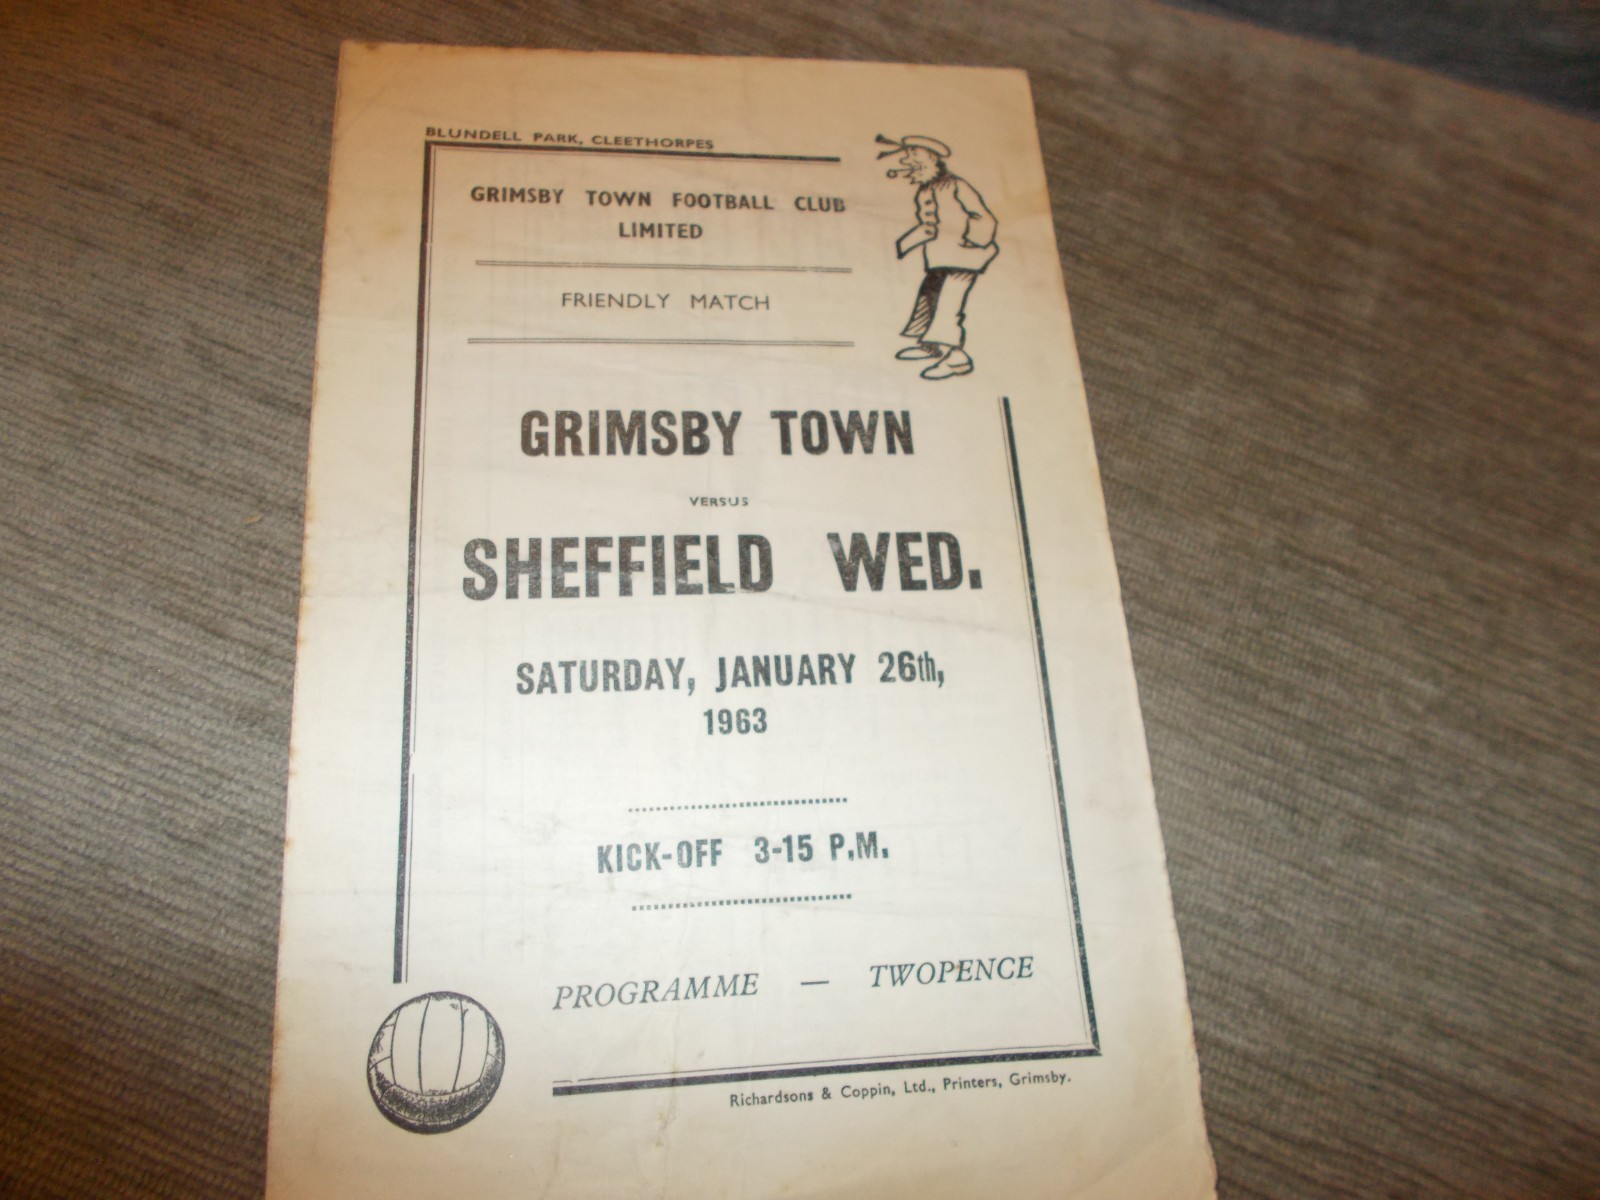 BLUNDELL PARK, CLEETHORPES
GRIMSBY TOWN FOOTBALL CLUB
LIMITED
FRIENDLY MATCH
GRIMSBY TOWN
VERSUS
SHEFFIELD WED.
SATURDAY, JANUARY 26th,
1963
KICK-OFF 3-15 P.M.
PROGRAMME — TWOPENCE
Richardsons & Coppin, Ltd., Printers, Grimsby.